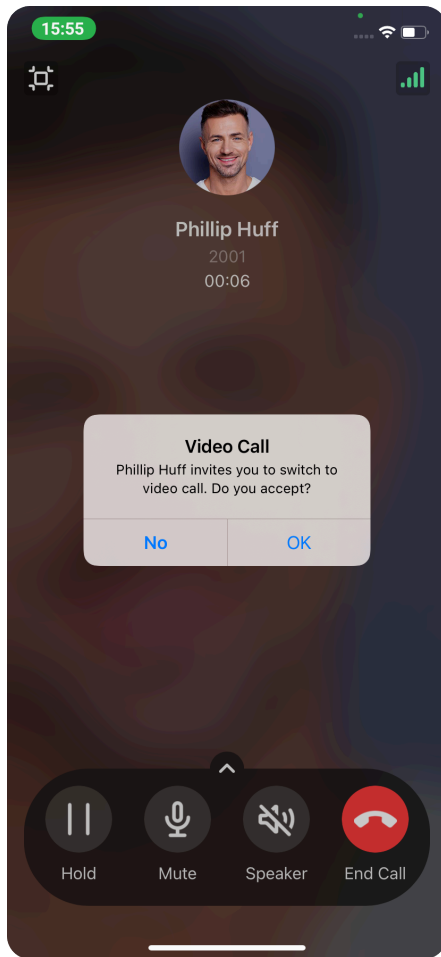 15:55
Phillip Huff
2001
00:06
Video Call
Phillip Huff invites you to switch to
video call. Do you accept?
No
OK
Hold
Mute
Speaker
End Call